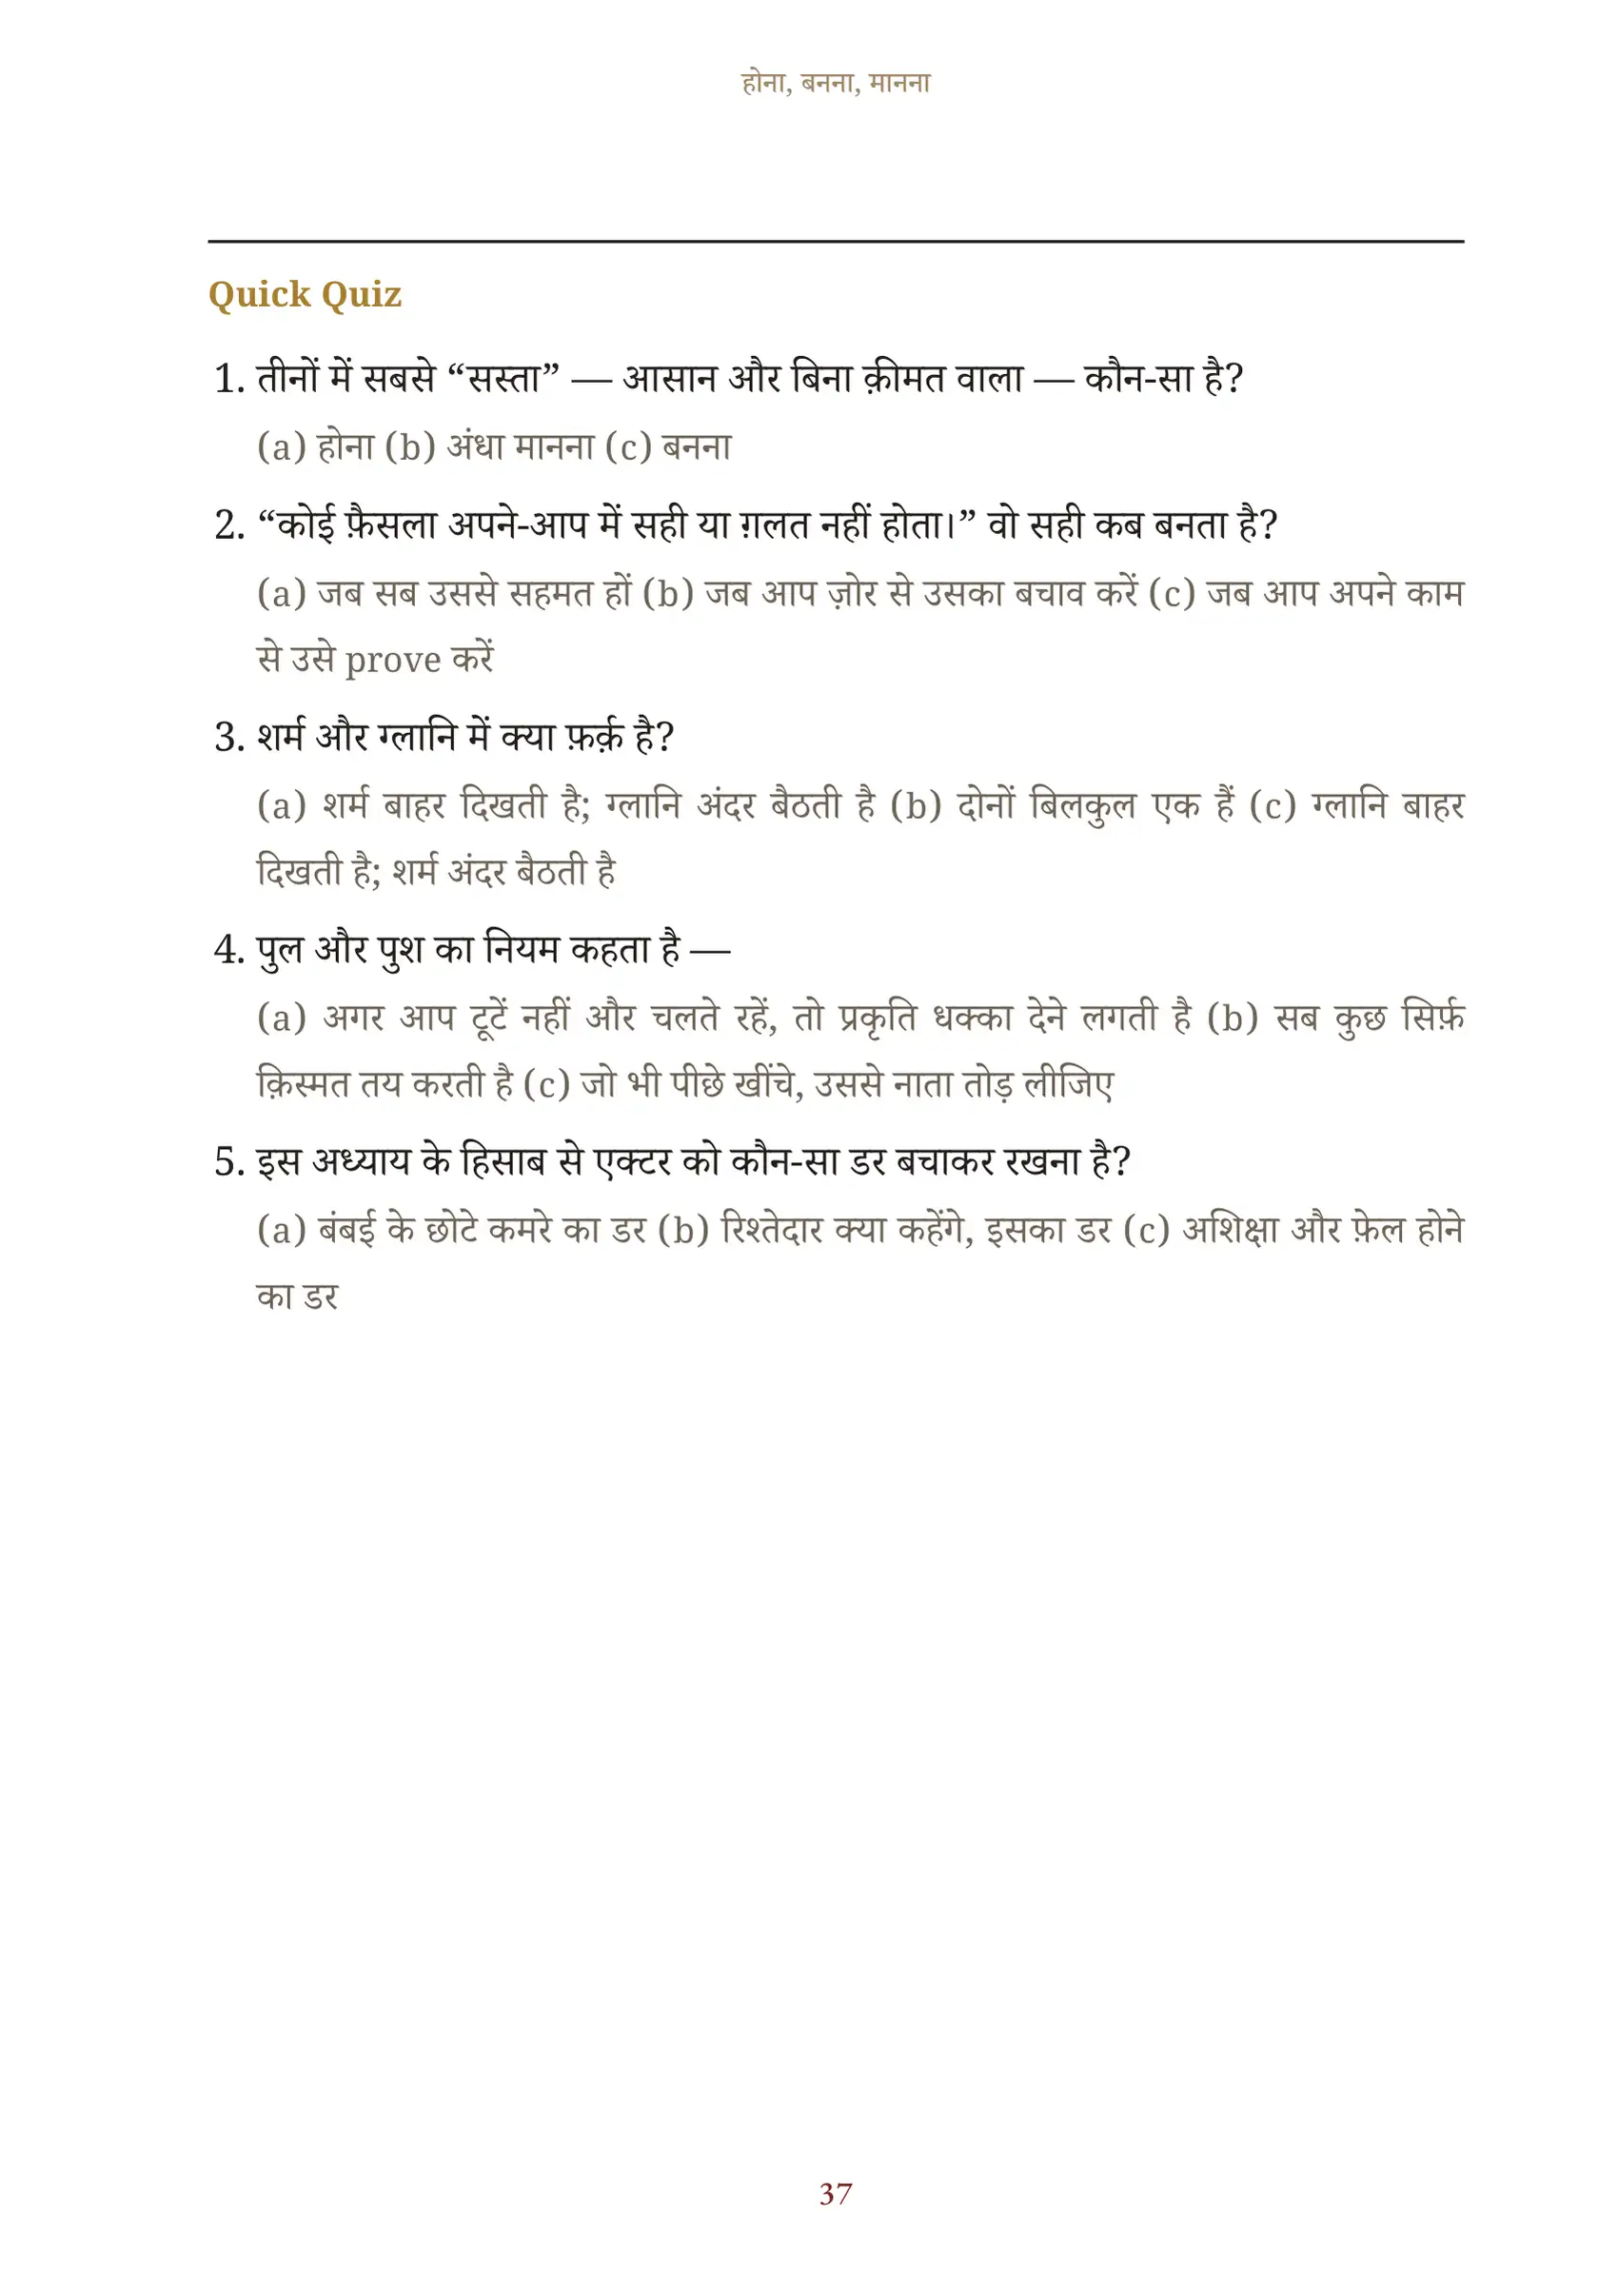 होना, बनना, मानना
Quick Quiz
1. तीनों में सबसे “सस्ता” — आसान और बिना क़ीमत वाला — कौन-सा है?
(a) होना (b) अंधा मानना (c) बनना
2. “कोई फ़ैसला अपने-आप में सही या ग़लत नहीं होता।” वो सही कब बनता है?
(a) जब सब उससे सहमत हों (b) जब आप ज़ोर से उसका बचाव करें (c) जब आप अपने काम
से उसे prove करें
3. शर्म और ग्लानि में क्या फ़र्क़ है?
(a) शर्म बाहर दिखती है; ग्लानि अंदर बैठती है (b) दोनों बिलकुल एक हैं (c) ग्लानि बाहर
दिखती है; शर्म अंदर बैठती है
4. पुल और पुश का नियम कहता है —
(a) अगर आप टूटें नहीं और चलते रहें, तो प्रकृति धक्का देने लगती है (b) सब कुछ सिर्फ़
क़िस्मत तय करती है (c) जो भी पीछे खींचे, उससे नाता तोड़ लीजिए
5. इस अध्याय के हिसाब से एक्टर को कौन-सा डर बचाकर रखना है?
(a) बंबई के छोटे कमरे का डर (b) रिश्तेदार क्या कहेंगे, इसका डर (c) अशिक्षा और फ़ेल होने
का डर
37